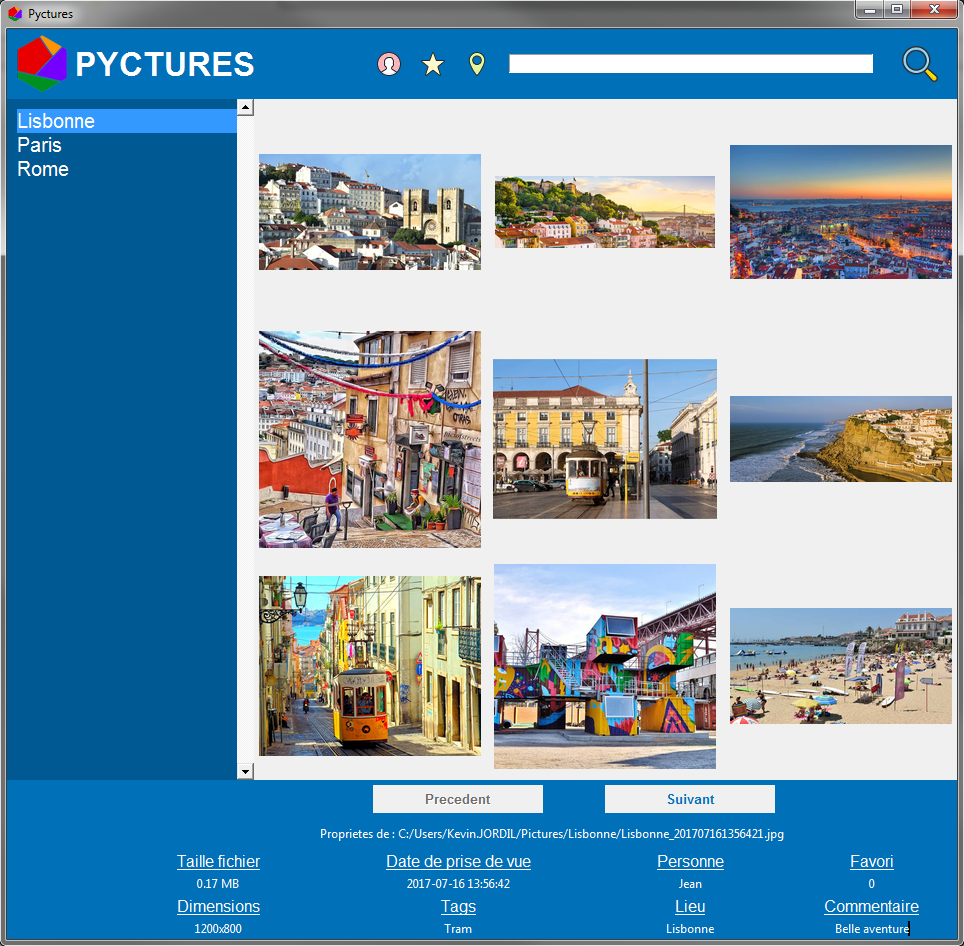 Pyctures
PYCTURES
Lisbonne
Paris
Rome
Precedent
Suivant
Proprietes de : C:/Users/Kevin.JORDIL/Pictures/Lisbonne/Lisbonne_201707161356421.jpg
Taille fichier
Date de prise de vue
Personne
Favori
0.17 MB
2017-07-16 13:56:42
Jean
0
Dimensions
Tags
Lieu
Commentaire
1200x800
Tram
Lisbonne
Belle aventure